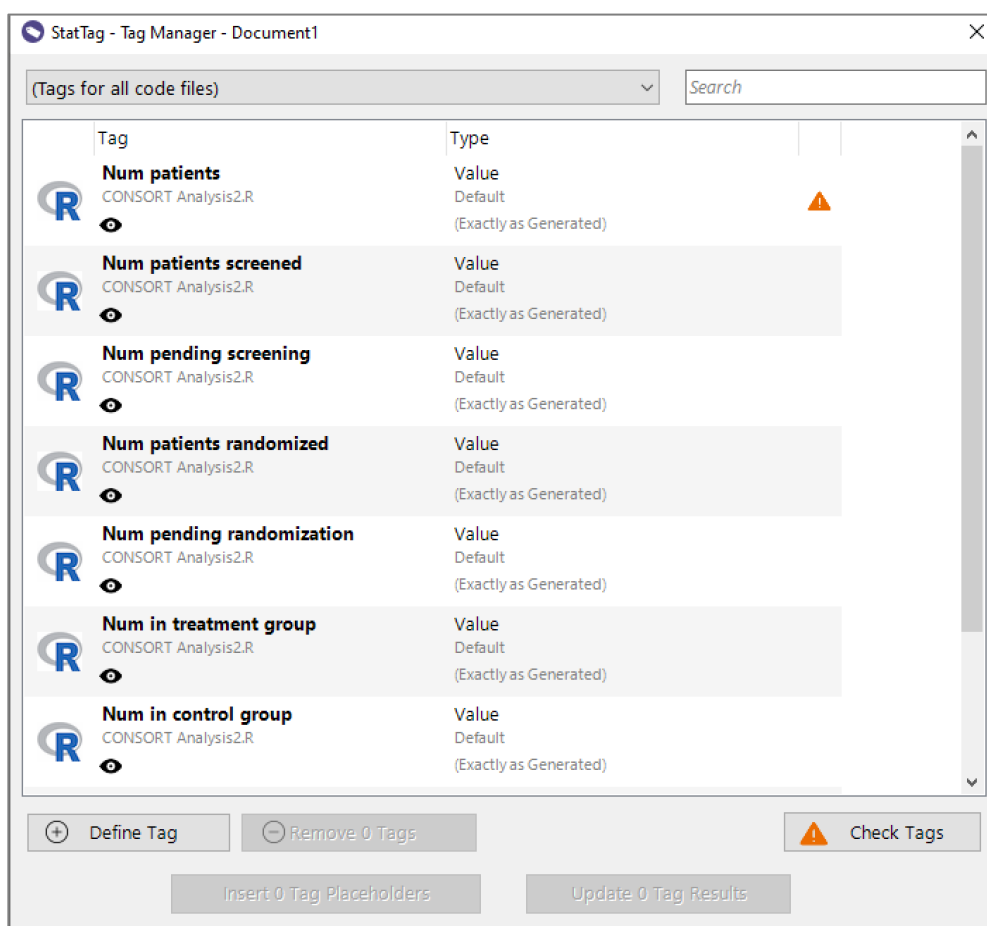 StatTag - Tag Manager - Document1
(Tags for all code files)
Search
Tag Type
Num patients Value
CONSORT Analysis2.R Default
(Exactly as Generated)
Num patients screened Value
CONSORT Analysis2.R Default
(Exactly as Generated)
Num pending screening Value
CONSORT Analysis2.R Default
(Exactly as Generated)
Num patients randomized Value
CONSORT Analysis2.R Default
(Exactly as Generated)
Num pending randomization Value
CONSORT Analysis2.R Default
(Exactly as Generated)
Num in treatment group Value
CONSORT Analysis2.R Default
(Exactly as Generated)
Num in control group Value
CONSORT Analysis2.R Default
(Exactly as Generated)
R
R
R
R
R
R
R
Define Tag
Remove 0 Tags
Check Tags
Insert 0 Tag Placeholders
Update 0 Tag Results